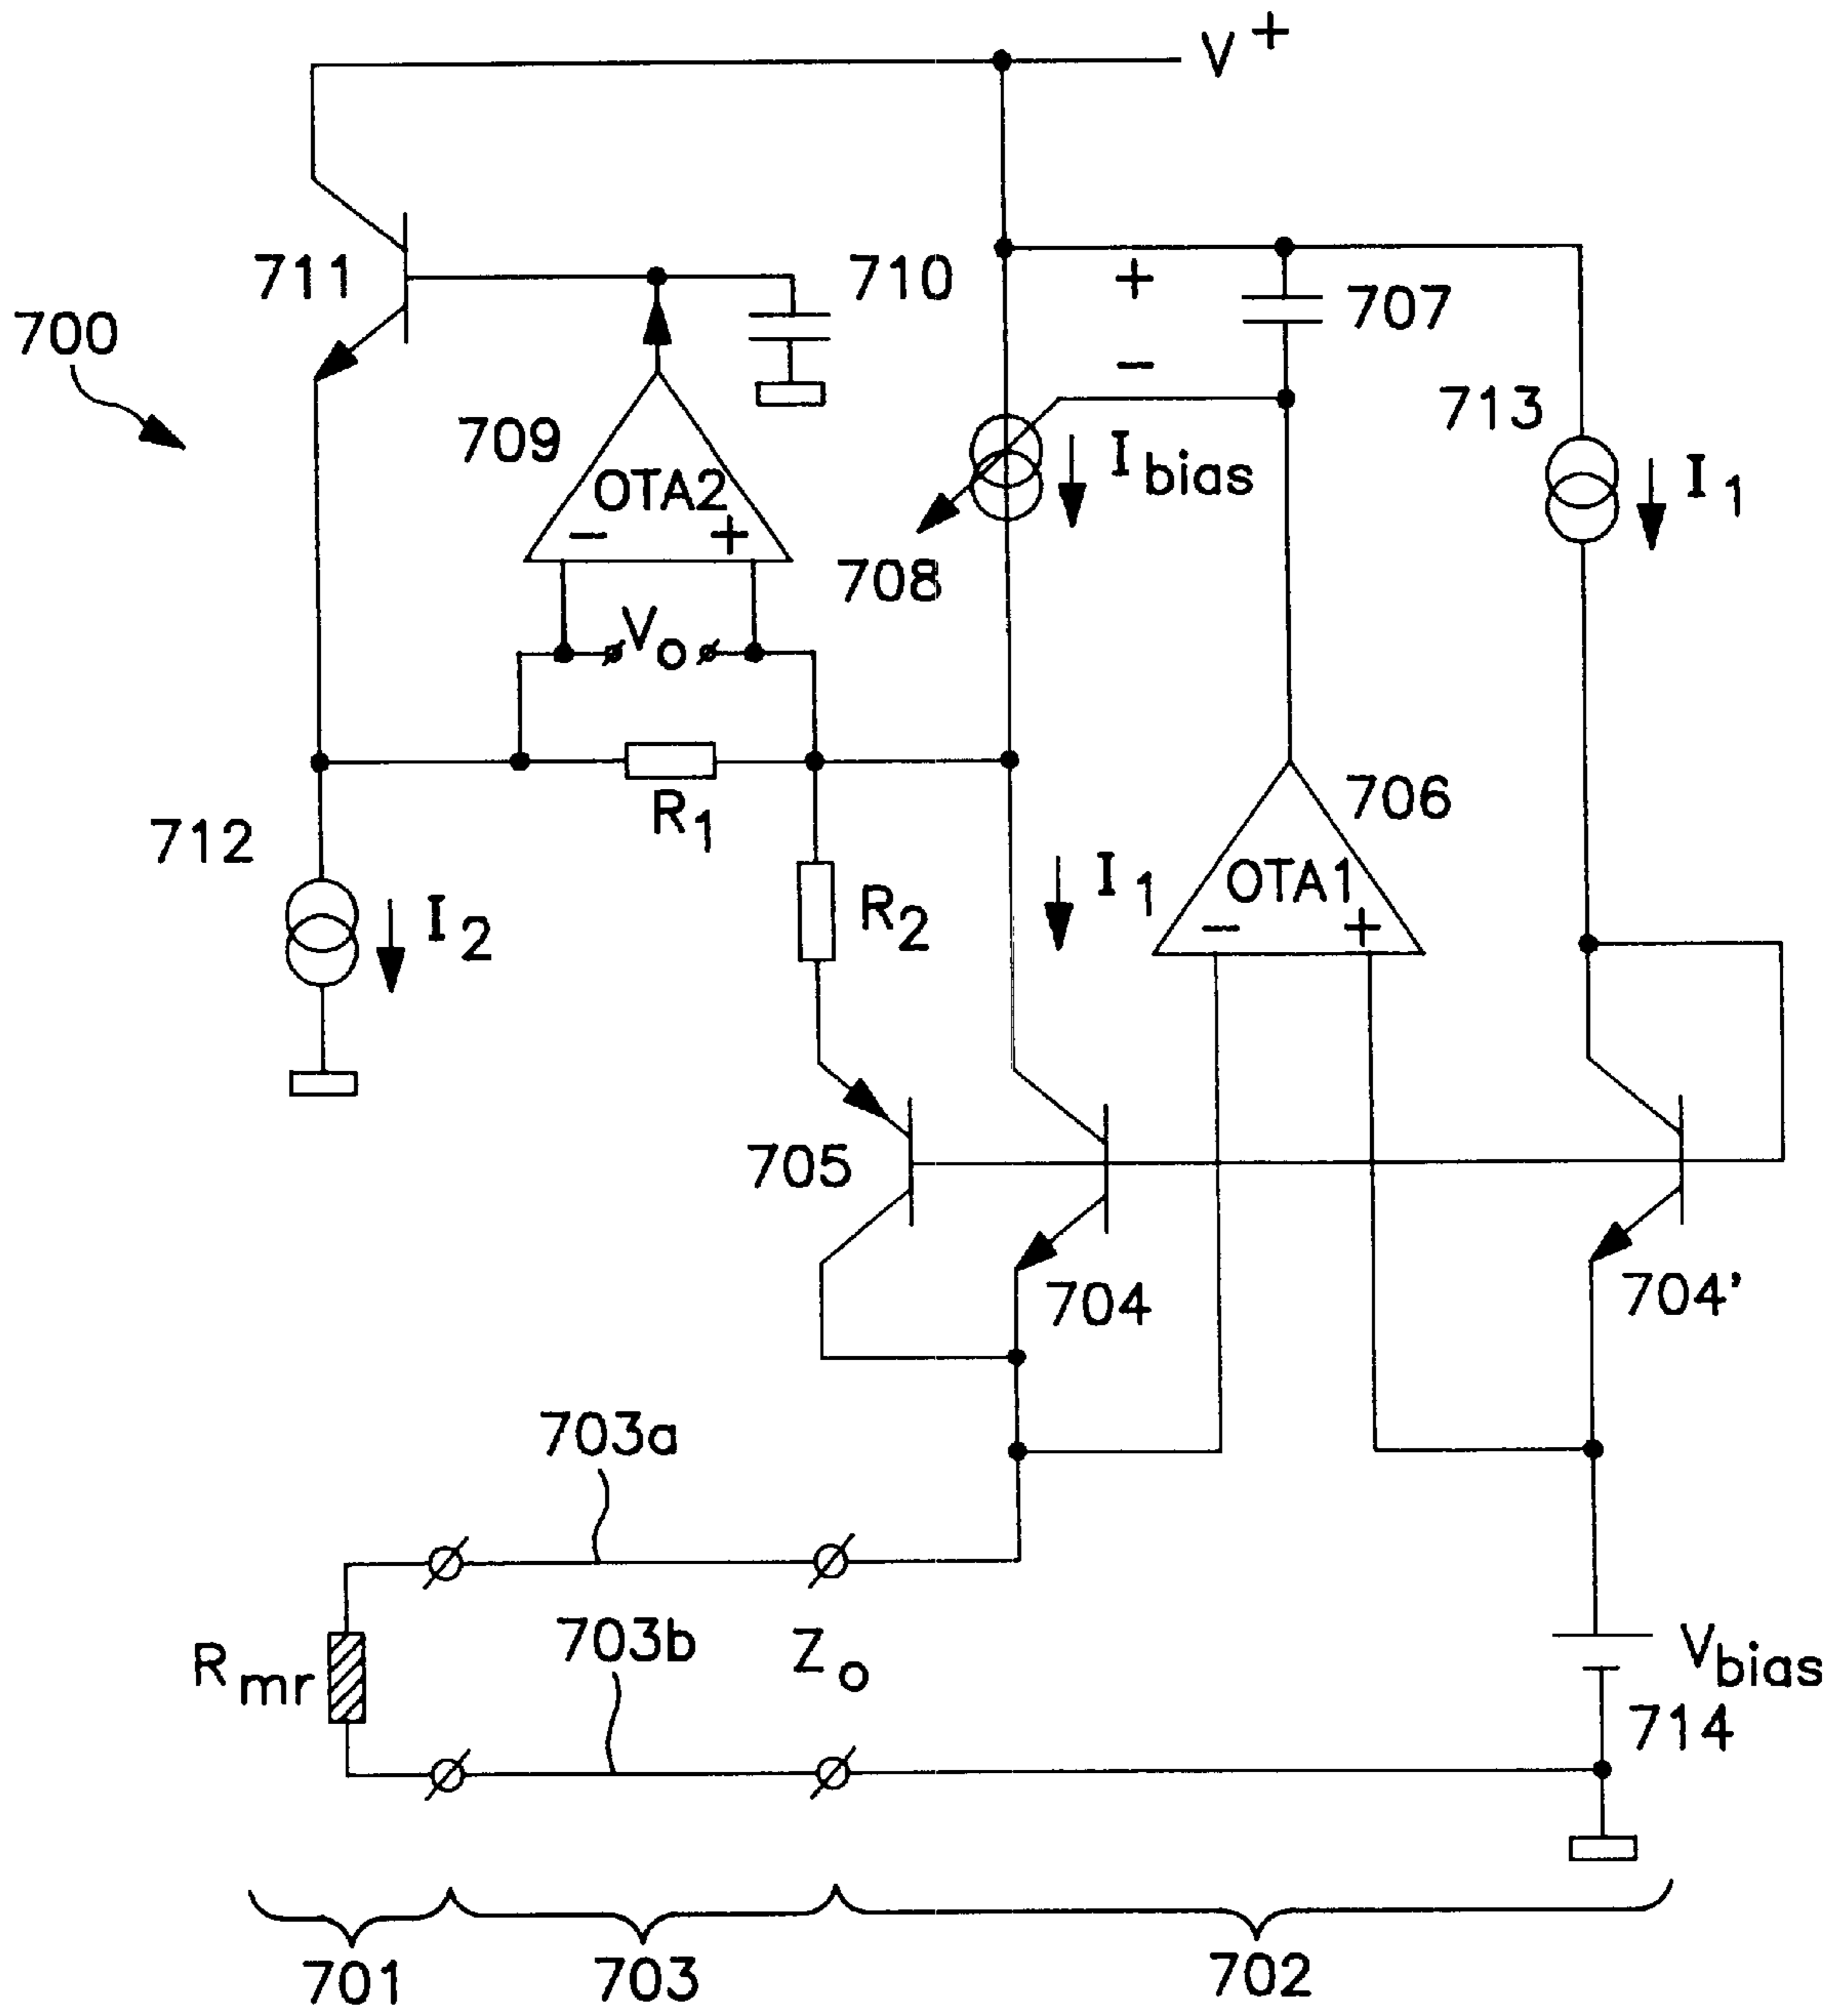 V+
711
710
+
707
700
−
713
709
OTA2
− +
Ibias
I1
708
Vo
R1
706
712
I2
R2
I1
OTA1
− +
705
704
704'
703a
703b
Zo
Rmr
Vbias
714
701
703
702